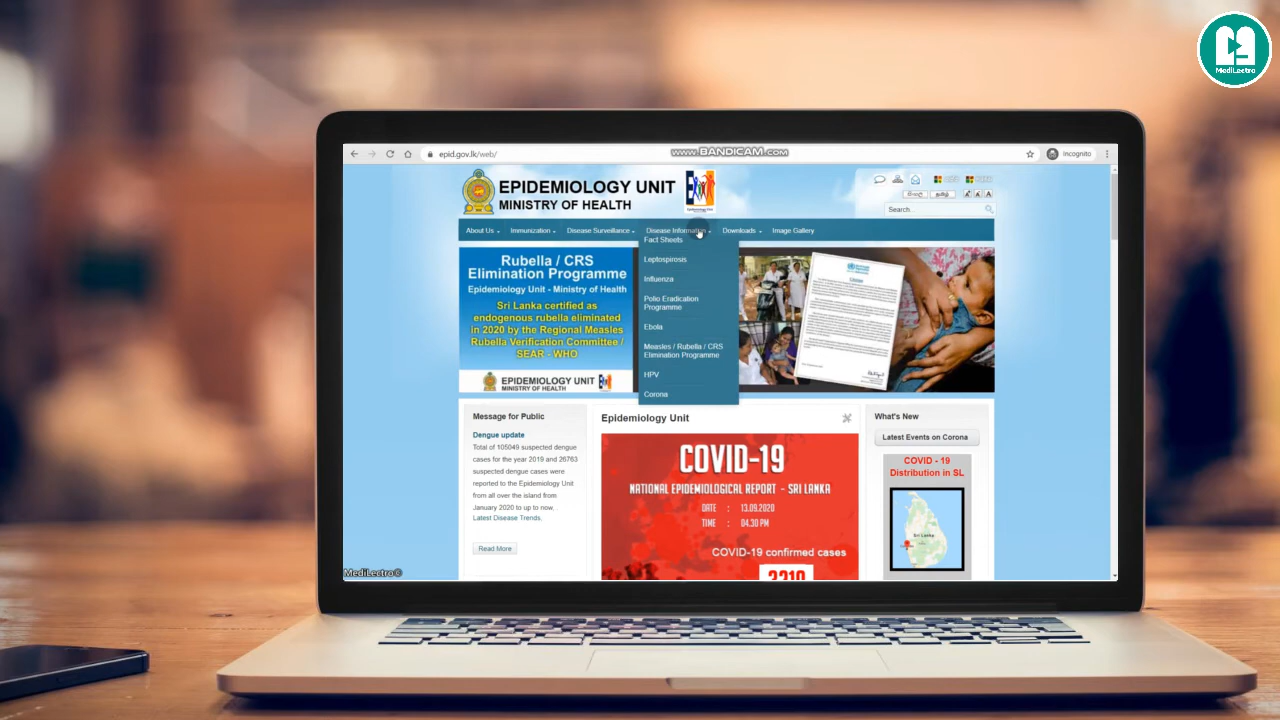 MediLectro
epid.gov.lk/web/
WWW.BANDICAM.COM
Incognito
EPIDEMIOLOGY UNIT
MINISTRY OF HEALTH
Search...
About Us
Immunization
Disease Surveillance
Disease Information
Downloads
Image Gallery
Fact Sheets
Leptospirosis
Influenza
Polio Eradication
Programme
Ebola
Measles / Rubella / CRS
Elimination Programme
HPV
Corona
Rubella / CRS
Elimination Programme
Epidemiology Unit - Ministry of Health
Sri Lanka certified as
endogenous rubella eliminated
in 2020 by the Regional Measles
Rubella Verification Committee /
SEAR - WHO
EPIDEMIOLOGY UNIT
MINISTRY OF HEALTH
Message for Public
Dengue update
Total of 105049 suspected dengue
cases for the year 2019 and 26763
suspected dengue cases were
reported to the Epidemiology Unit
from all over the island from
January 2020 to up to now.
Latest Disease Trends.
Read More
Epidemiology Unit
COVID-19
NATIONAL EPIDEMIOLOGICAL REPORT - SRI LANKA
DATE : 13.09.2020
TIME : 04.30 PM
COVID-19 confirmed cases
What's New
Latest Events on Corona
COVID - 19
Distribution in SL
Sri Lanka
MediLectro©